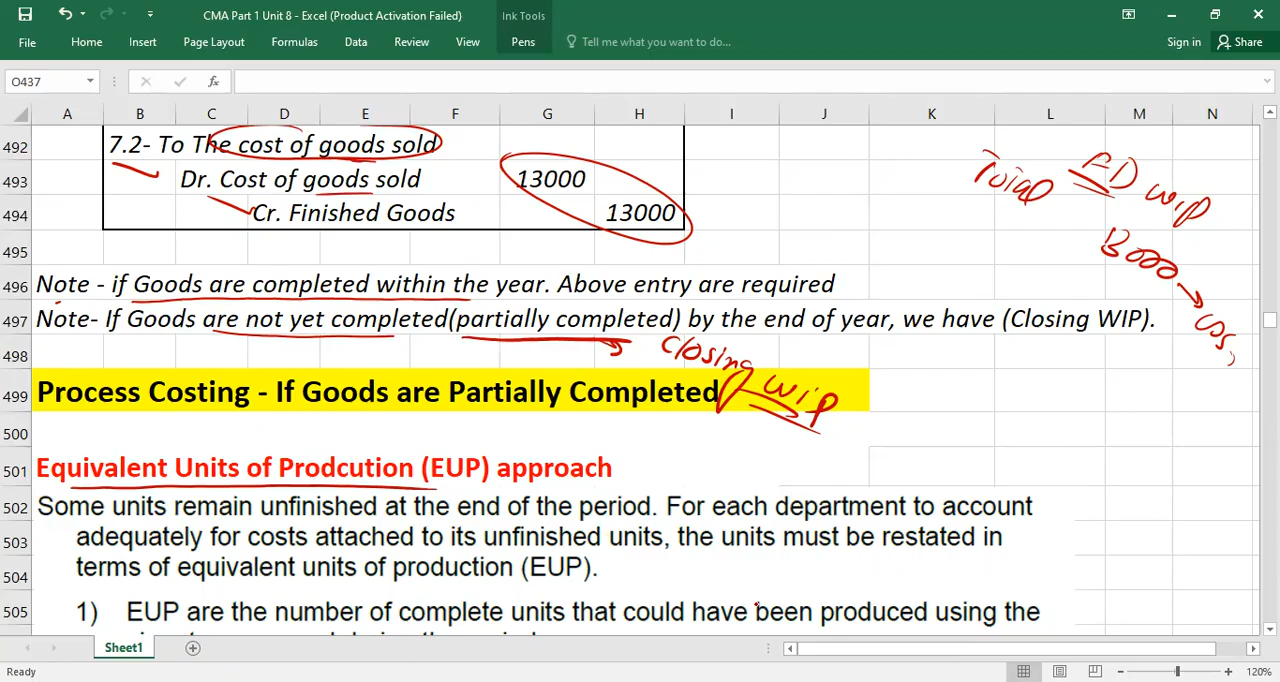 CMA Part 1 Unit 8 - Excel (Product Activation Failed)
Ink Tools
File Home Insert Page Layout Formulas Data Review View Pens Tell me what you want to do... Sign in Share
O437 fx
A B C D E F G H I J K L M N
492 7.2- To The cost of goods sold
493 Dr. Cost of goods sold 13000
494 Cr. Finished Goods 13000
Total ED WIP
495
496 Note - if Goods are completed within the year. Above entry are required
497 Note- If Goods are not yet completed(partially completed) by the end of year, we have (Closing WIP).
498
Closing WIP
499 Process Costing - If Goods are Partially Completed
500
501 Equivalent Units of Prodcution (EUP) approach
502 Some units remain unfinished at the end of the period. For each department to account
503 adequately for costs attached to its unfinished units, the units must be restated in
504 terms of equivalent units of production (EUP).
505 1) EUP are the number of complete units that could have been produced using the
Sheet1
Ready 120%